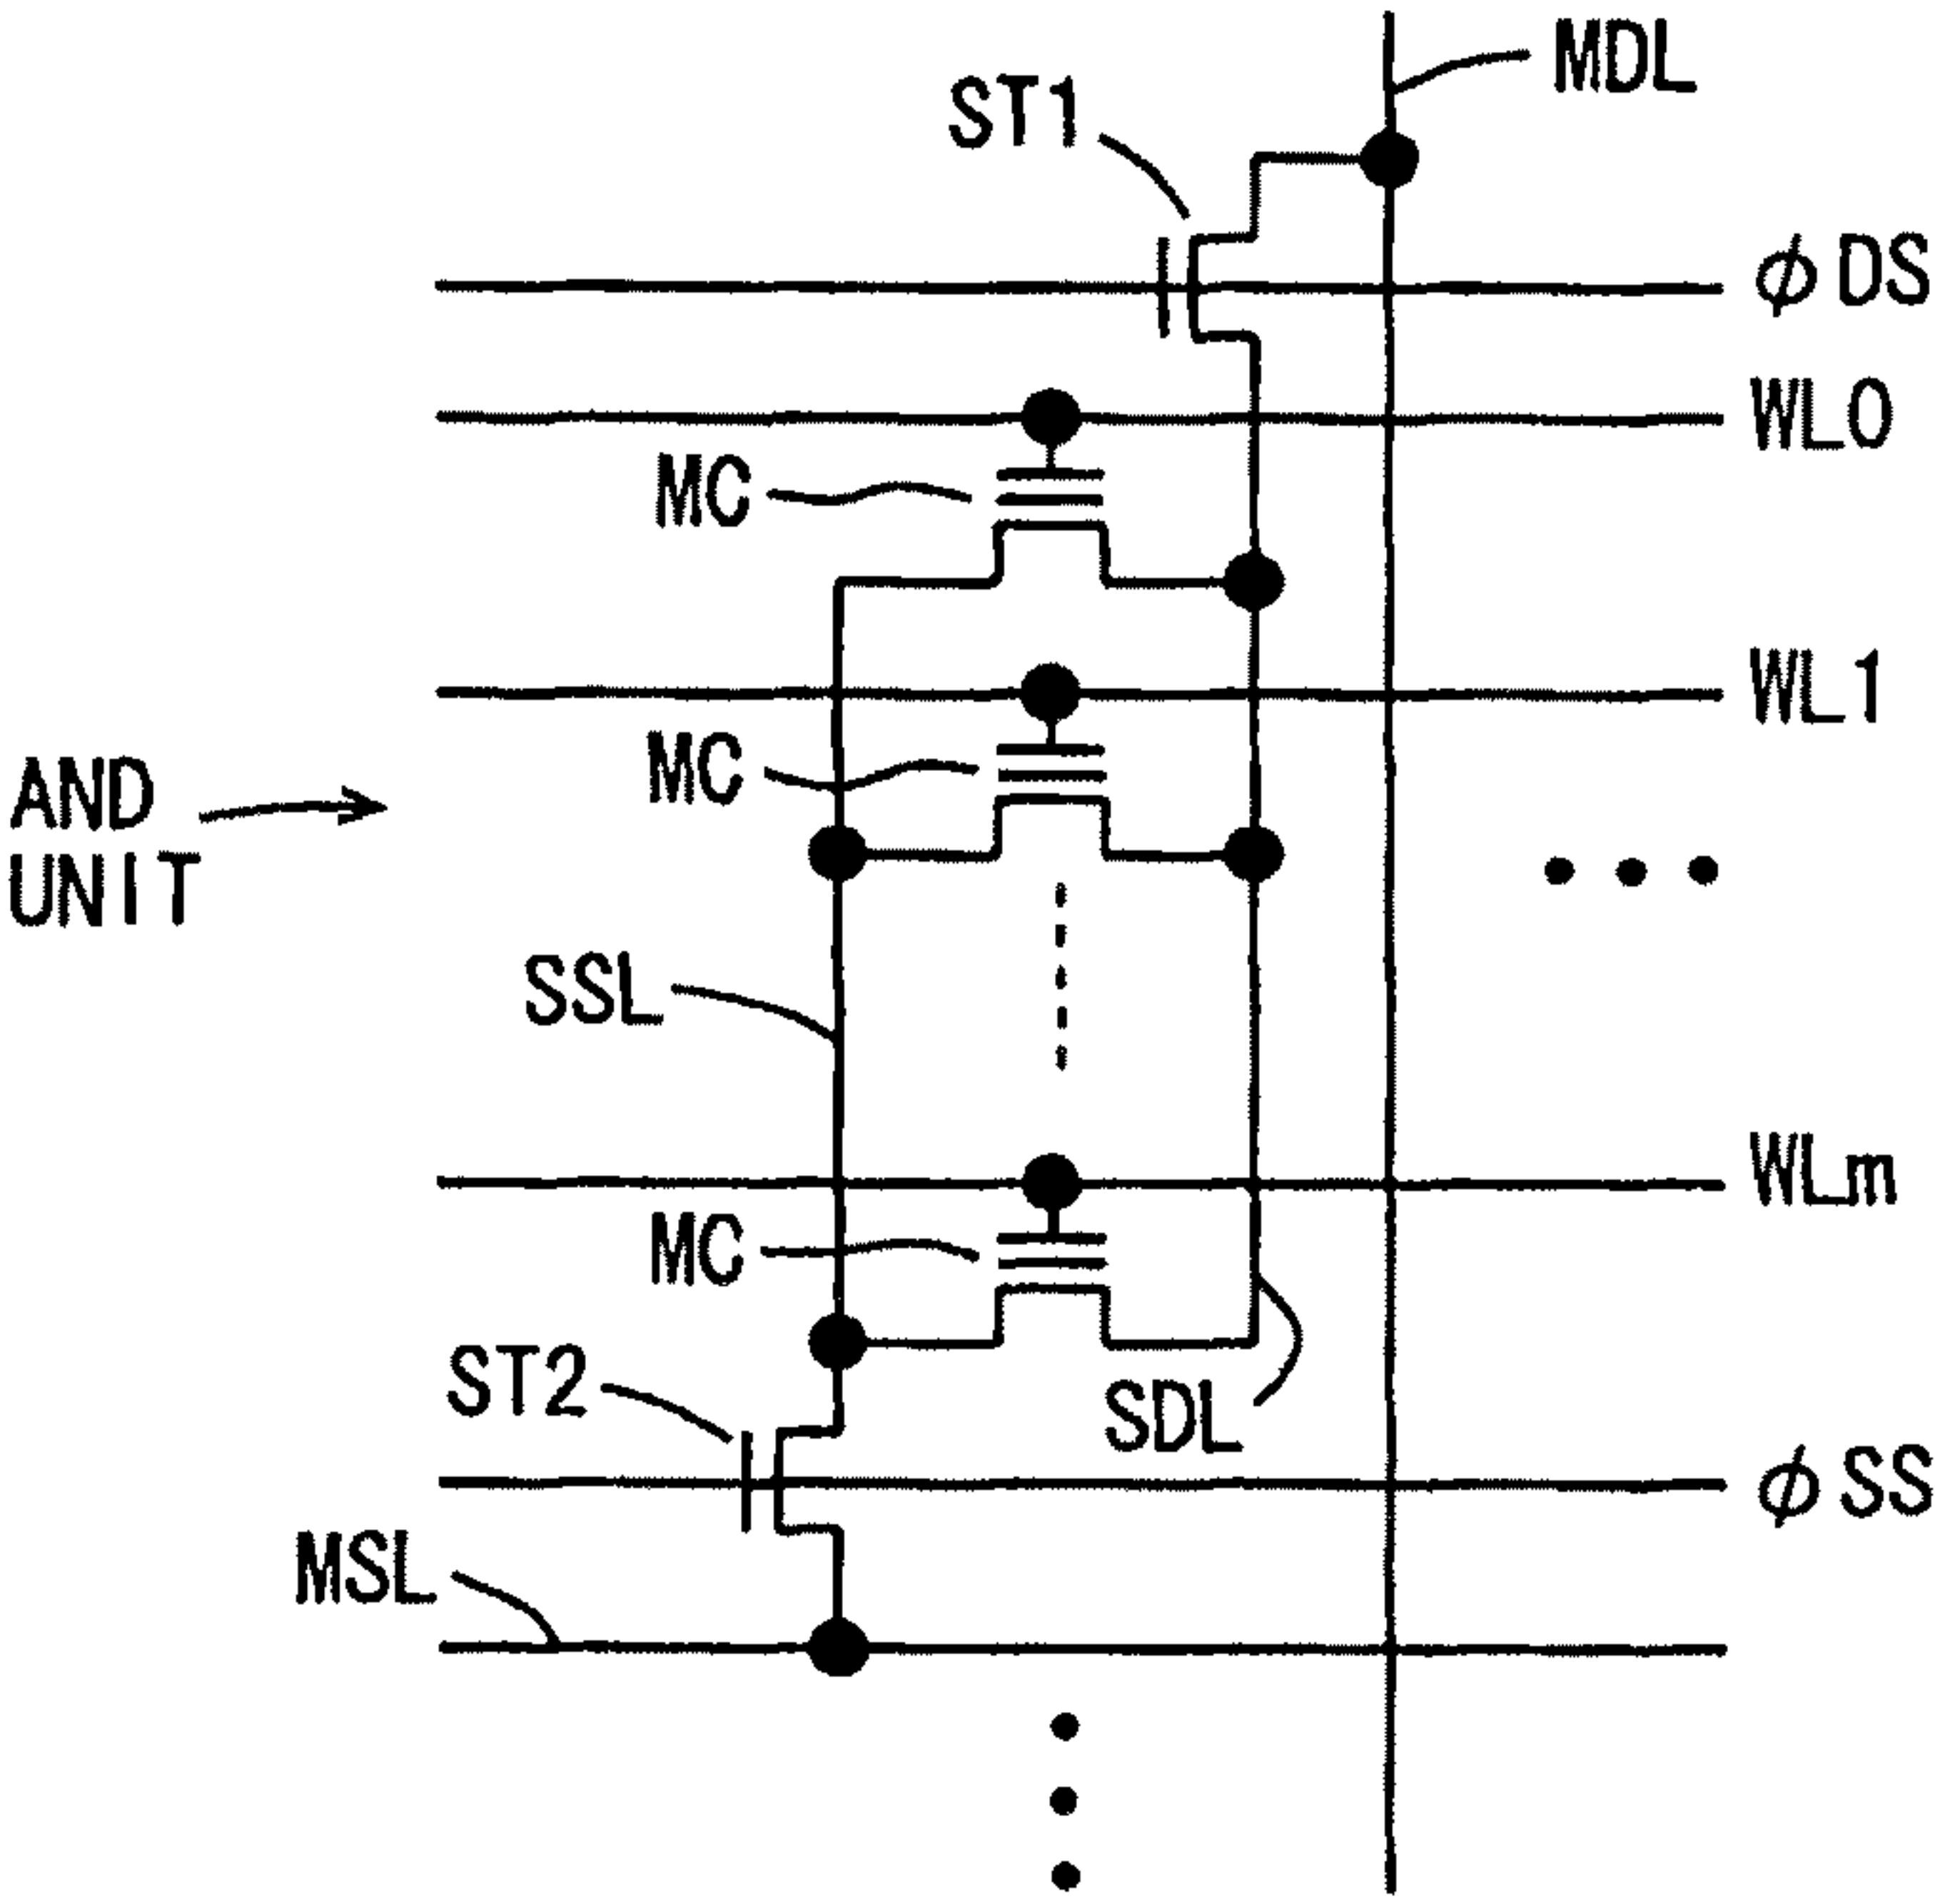 MDL
ST1
φDS
WL0
MC
WL1
MC
AND
UNIT
SSL
WLm
MC
ST2
SDL
φSS
MSL